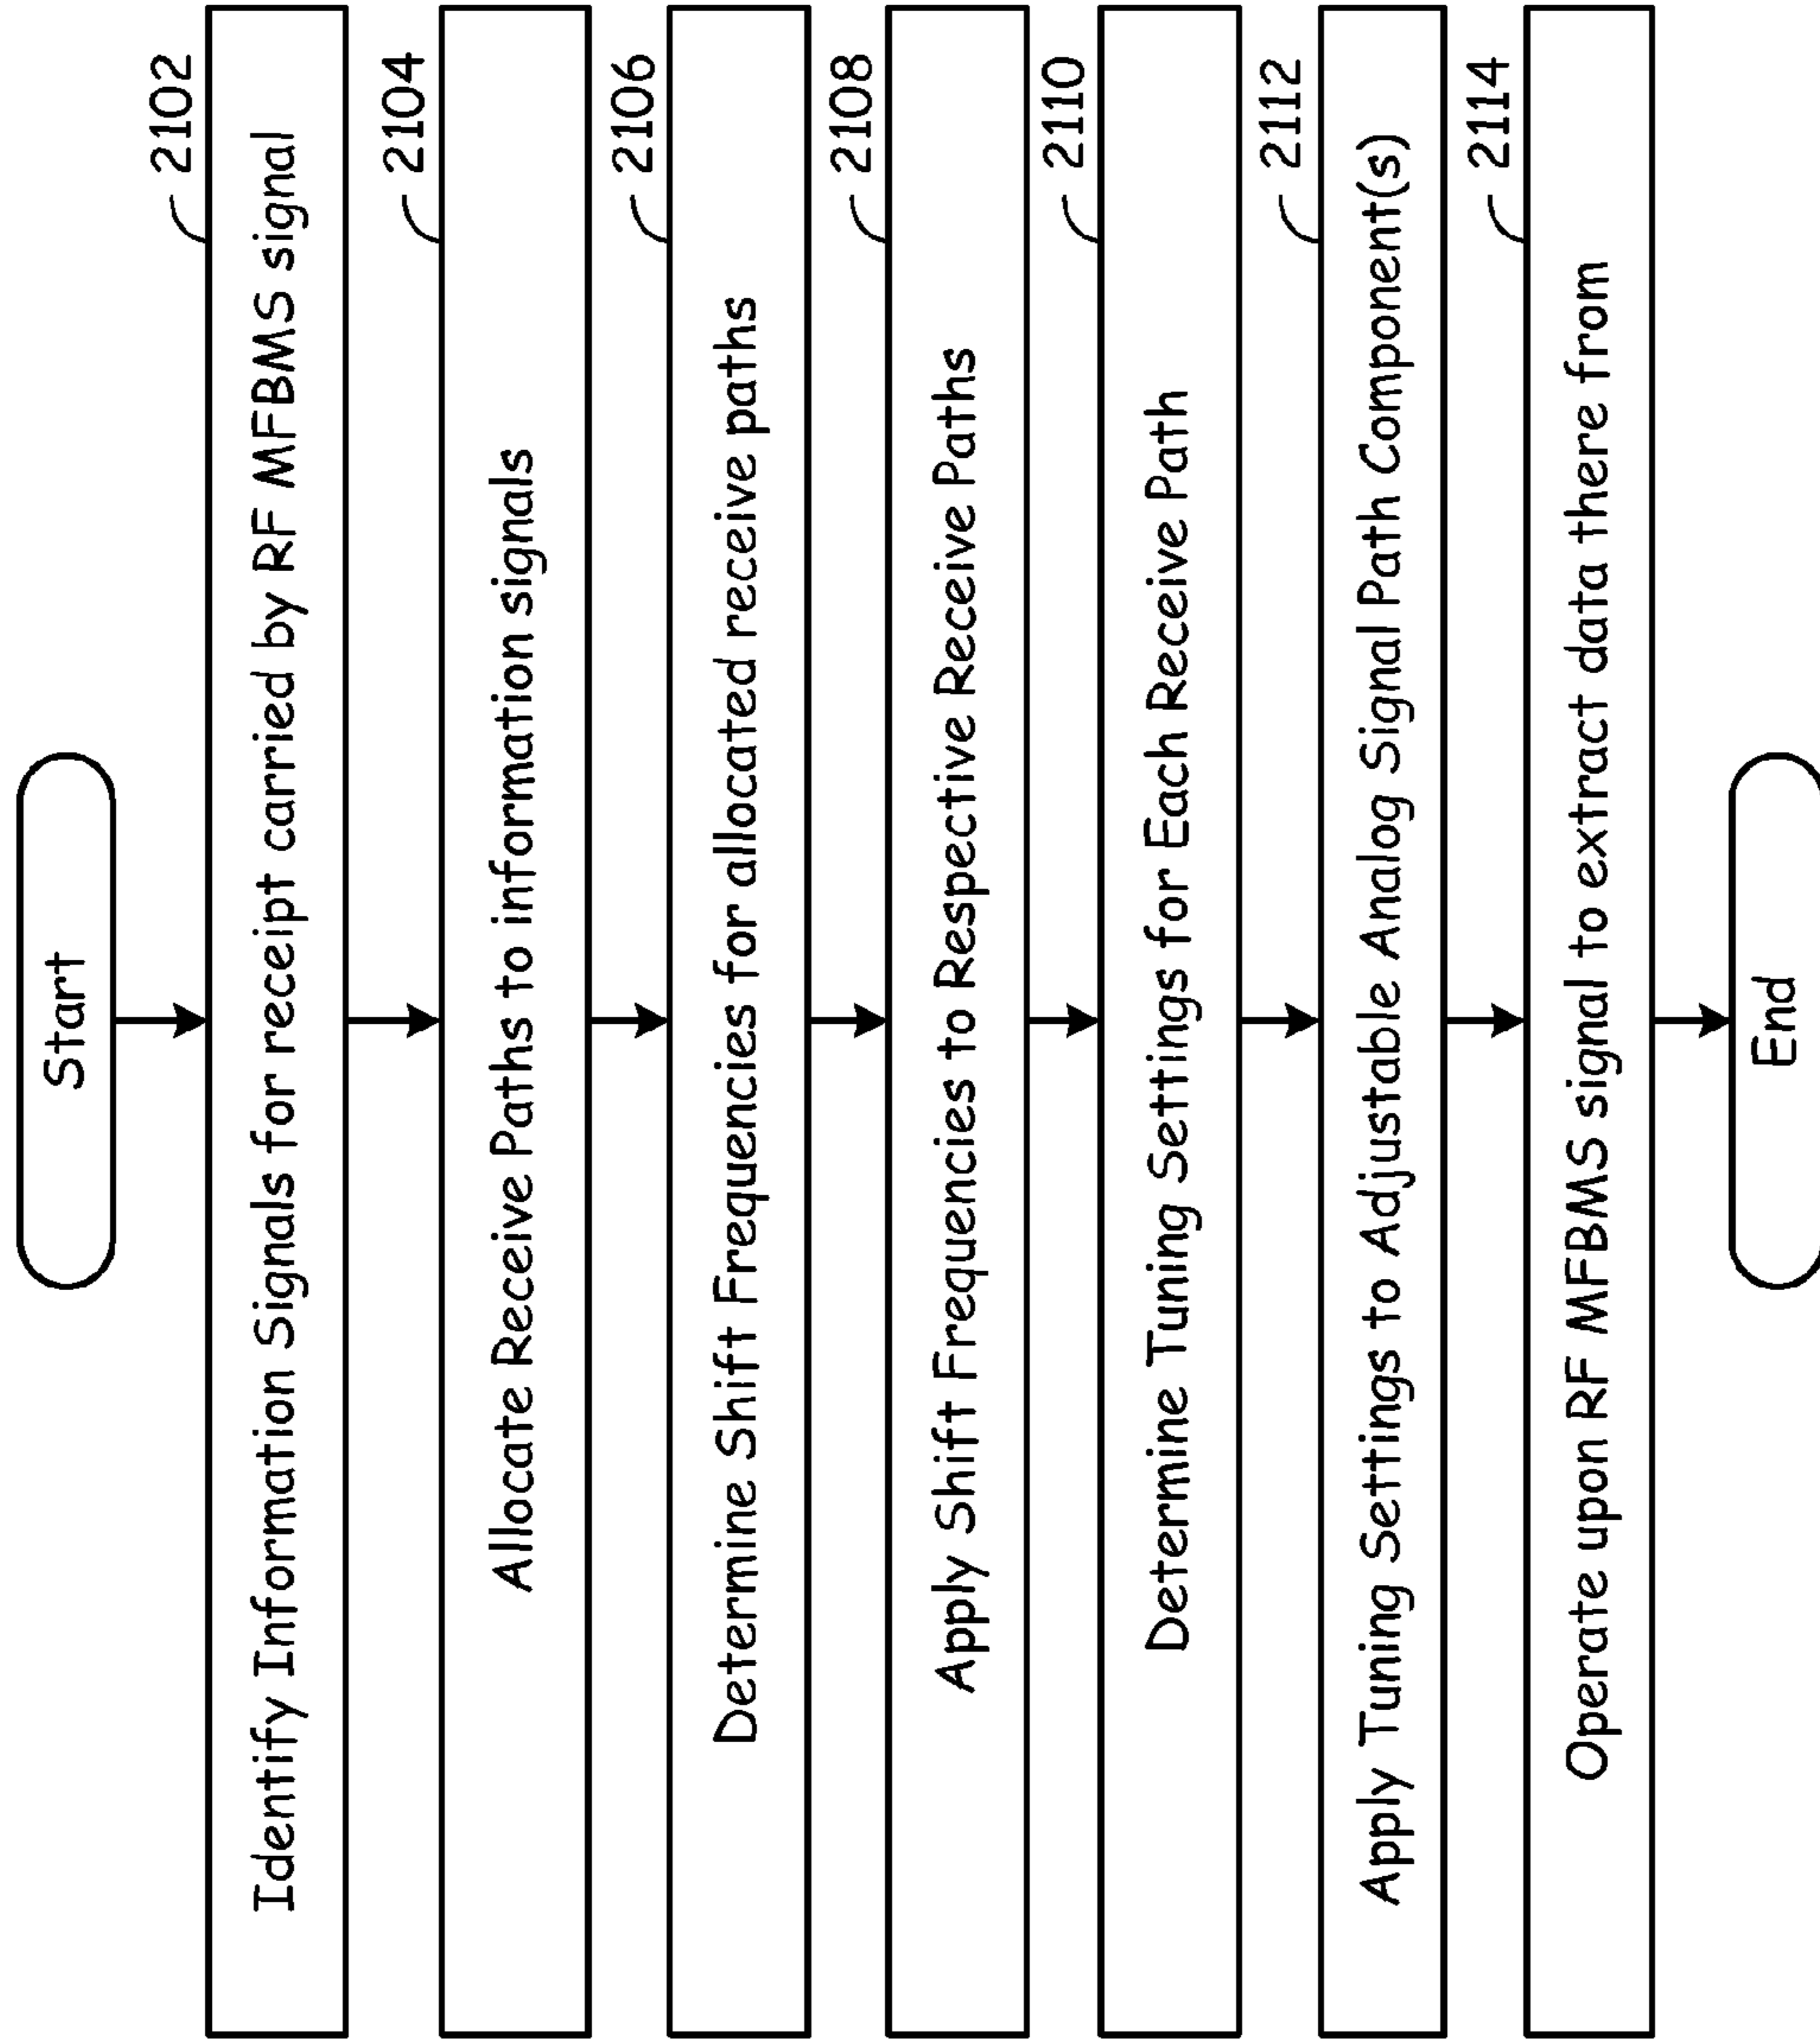 Start
2102
Identify Information Signals for receipt carried by RF MFBMS signal
2104
Allocate Receive Paths to information signals
2106
Determine Shift Frequencies for allocated receive paths
2108
Apply Shift Frequencies to Respective Receive Paths
2110
Determine Tuning Settings for Each Receive Path
2112
Apply Tuning Settings to Adjustable Analog Signal Path Component(s)
2114
Operate upon RF MFBMS signal to extract data there from
End